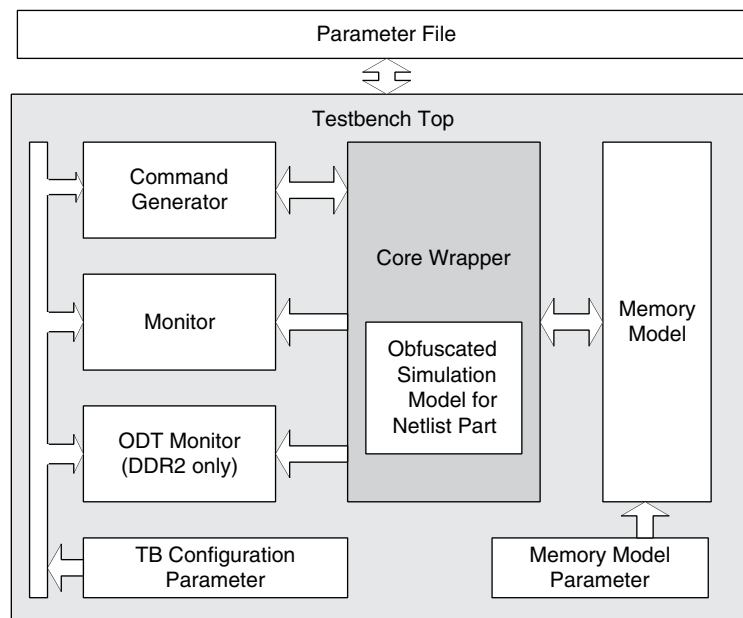 Parameter File
Testbench Top
Command
Generator
Core Wrapper
Monitor
Memory
Model
Obfuscated
Simulation
Model for
Netlist Part
ODT Monitor
(DDR2 only)
TB Configuration
Parameter
Memory Model
Parameter